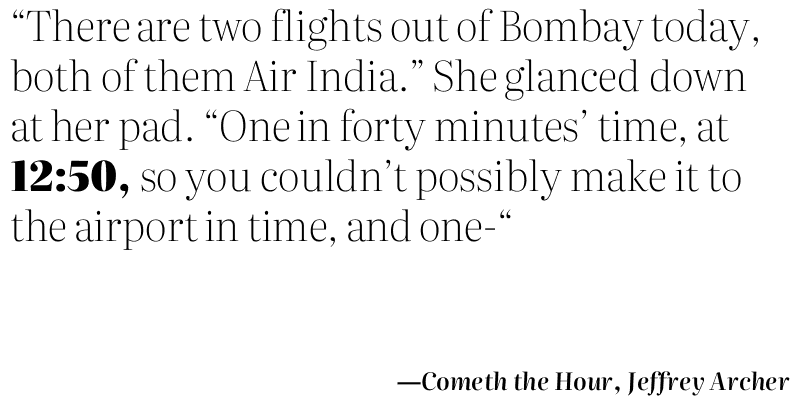 “There are two flights out of Bombay today,
both of them Air India.” She glanced down
at her pad. “One in forty minutes’ time, at
12:50, so you couldn’t possibly make it to
the airport in time, and one-“
—Cometh the Hour, Jeffrey Archer